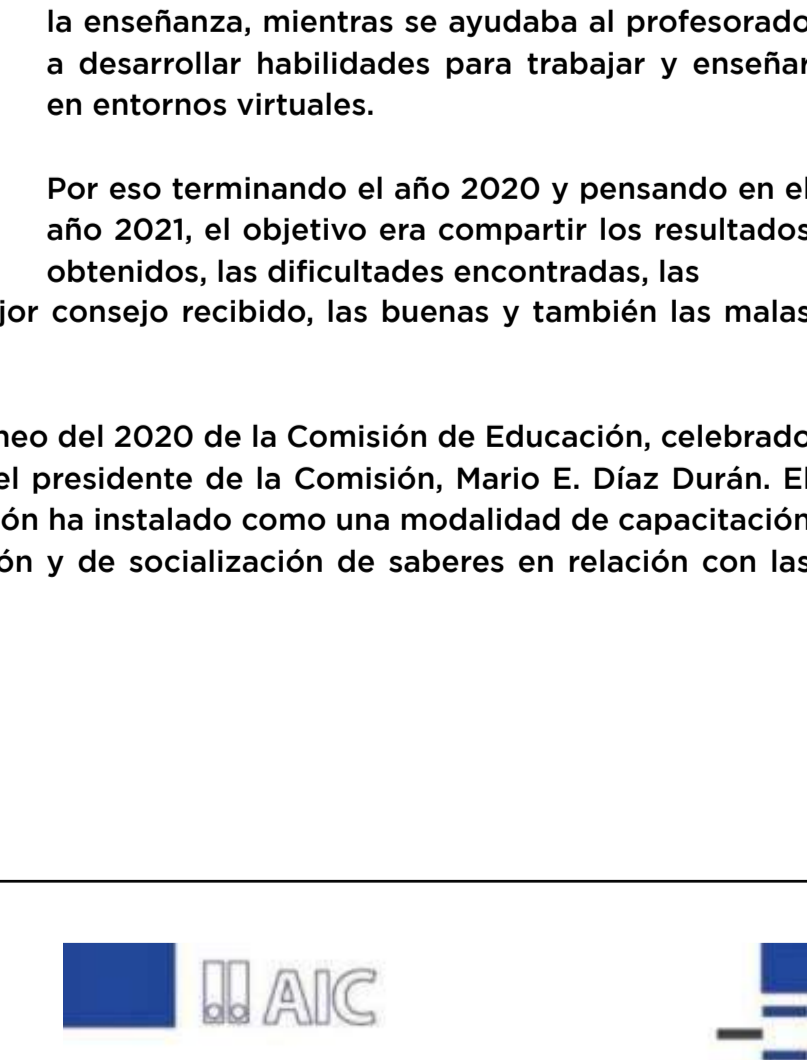 la enseñanza, mientras se ayudaba al profesorado
a desarrollar habilidades para trabajar y enseñar
en entornos virtuales.
Por eso terminando el año 2020 y pensando en el
año 2021, el objetivo era compartir los resultados
obtenidos, las dificultades encontradas, las
jor consejo recibido, las buenas y también las malas
neo del 2020 de la Comisión de Educación, celebrado
el presidente de la Comisión, Mario E. Díaz Durán. El
ón ha instalado como una modalidad de capacitación
ón y de socialización de saberes en relación con las
AIC